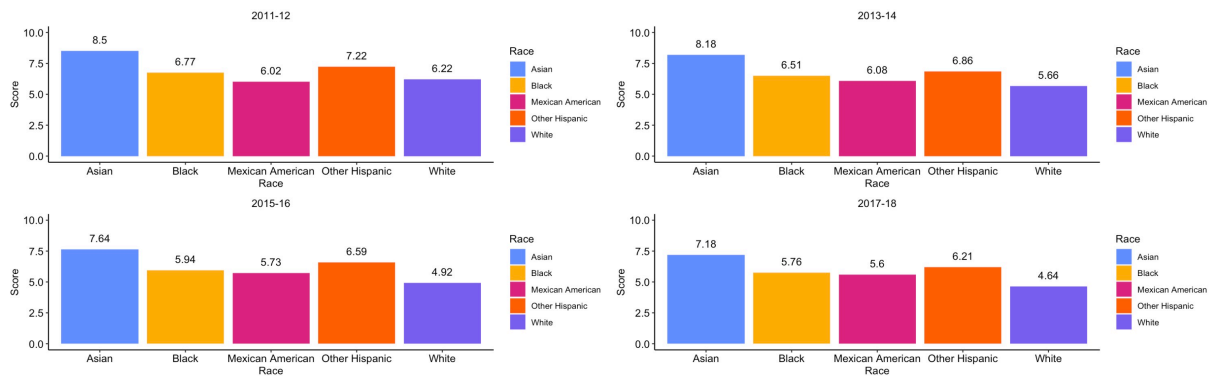 2011-12
10.0
7.5
5.0
2.5
0.0
Score
8.5
6.77
6.02
7.22
6.22
Asian
Black
Mexican American
Other Hispanic
White
Race
Race
Asian
Black
Mexican American
Other Hispanic
White
2013-14
10.0
7.5
5.0
2.5
0.0
Score
8.18
6.51
6.08
6.86
5.66
Asian
Black
Mexican American
Other Hispanic
White
Race
Race
Asian
Black
Mexican American
Other Hispanic
White
2015-16
10.0
7.5
5.0
2.5
0.0
Score
7.64
5.94
5.73
6.59
4.92
Asian
Black
Mexican American
Other Hispanic
White
Race
Race
Asian
Black
Mexican American
Other Hispanic
White
2017-18
10.0
7.5
5.0
2.5
0.0
Score
7.18
5.76
5.6
6.21
4.64
Asian
Black
Mexican American
Other Hispanic
White
Race
Race
Asian
Black
Mexican American
Other Hispanic
White